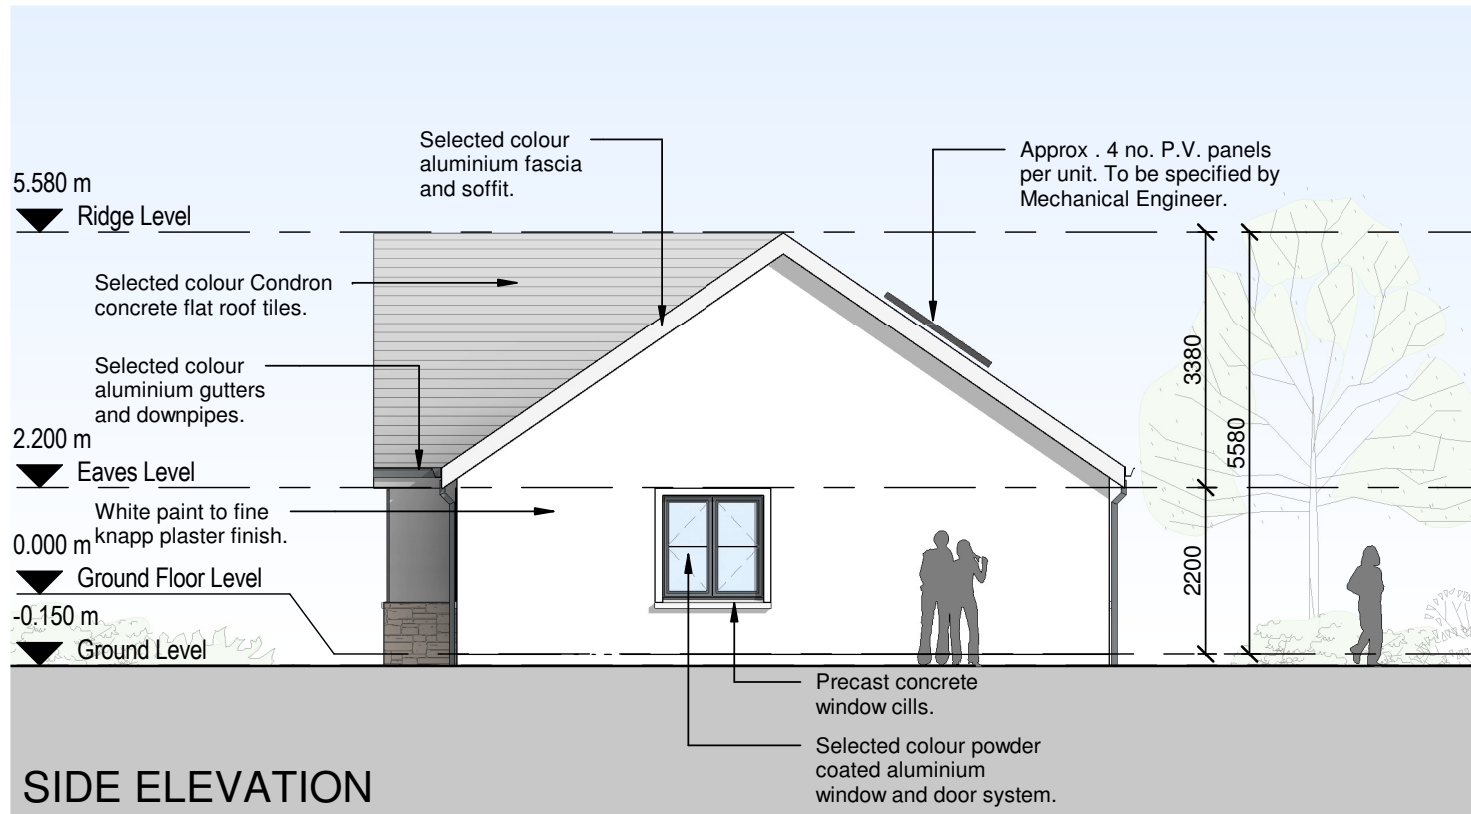 Selected colour
aluminium fascia
and soffit.
Approx . 4 no. P.V. panels
per unit. To be specified by
Mechanical Engineer.
5.580 m
Ridge Level
Selected colour Condron
concrete flat roof tiles.
Selected colour
aluminium gutters
and downpipes.
2.200 m
Eaves Level
White paint to fine
knapp plaster finish.
0.000 m
Ground Floor Level
-0.150 m
Ground Level
3380
5580
2200
Precast concrete
window cills.
Selected colour powder
coated aluminium
window and door system.
SIDE ELEVATION